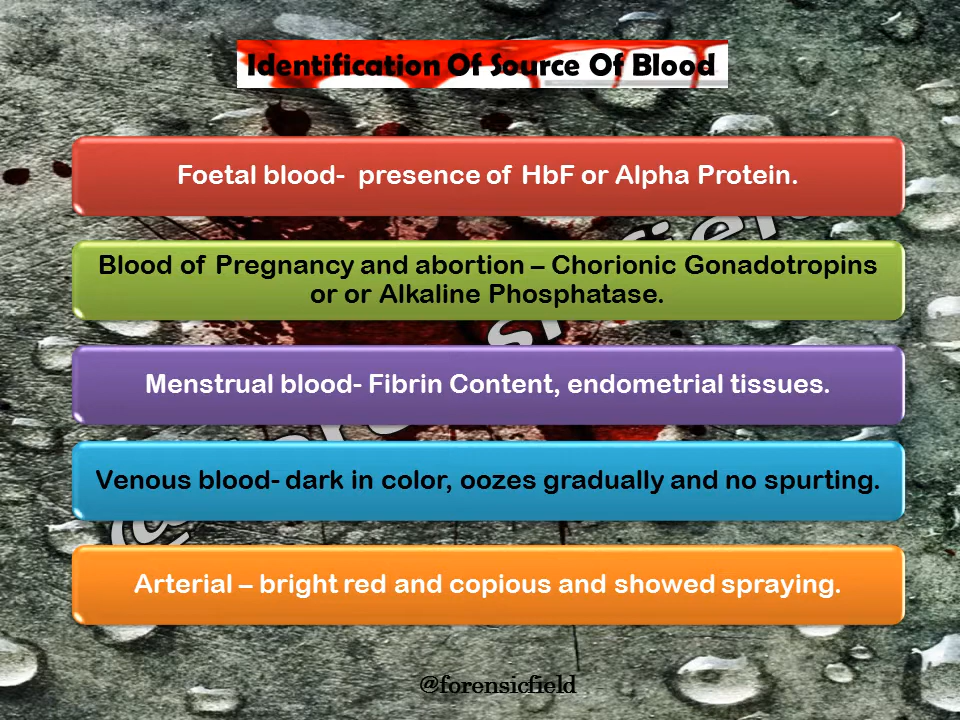 Identification Of Source Of Blood
Foetal blood- presence of HbF or Alpha Protein.
Blood of Pregnancy and abortion – Chorionic Gonadotropins
or or Alkaline Phosphatase.
Menstrual blood- Fibrin Content, endometrial tissues.
Venous blood- dark in color, oozes gradually and no spurting.
Arterial – bright red and copious and showed spraying.
@forensicfield